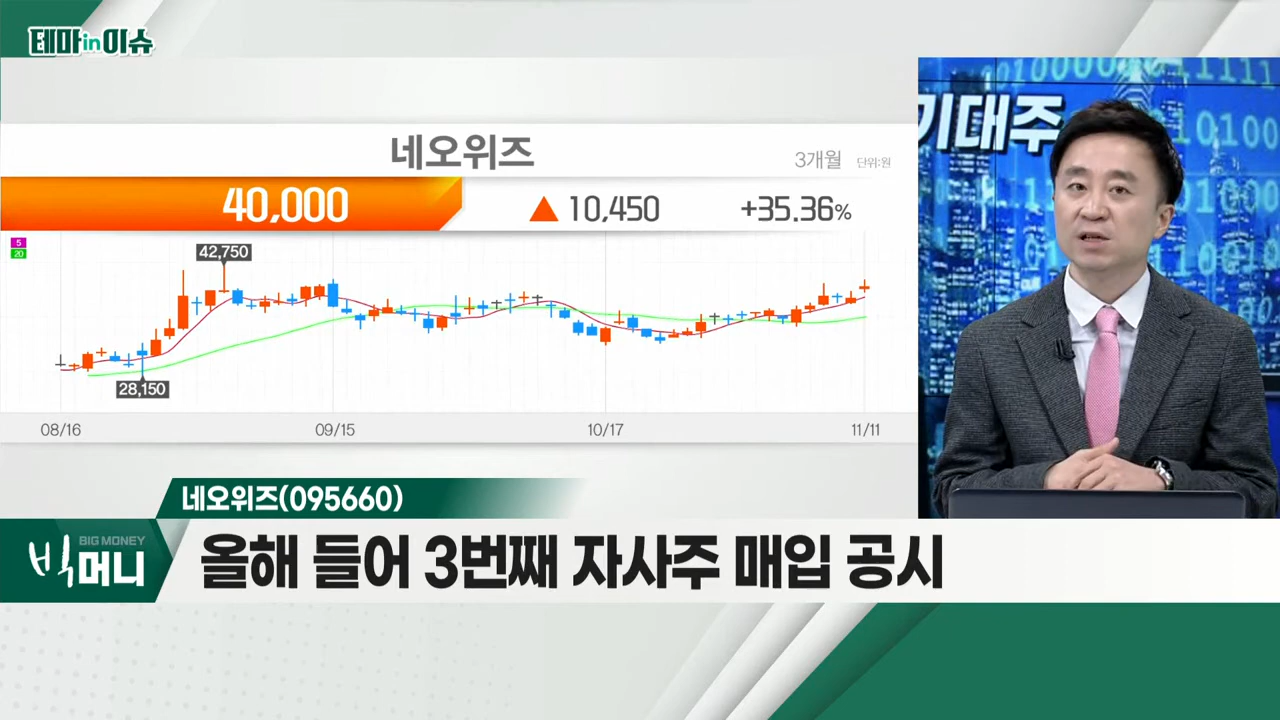 테마in이슈
네오위즈
3개월 단위:원
40,000 ▲ 10,450 +35.36%
5
20
42,750
28,150
08/16 09/15 10/17 11/11
기대주
네오위즈(095660)
BIG MONEY
빅머니
올해 들어 3번째 자사주 매입 공시